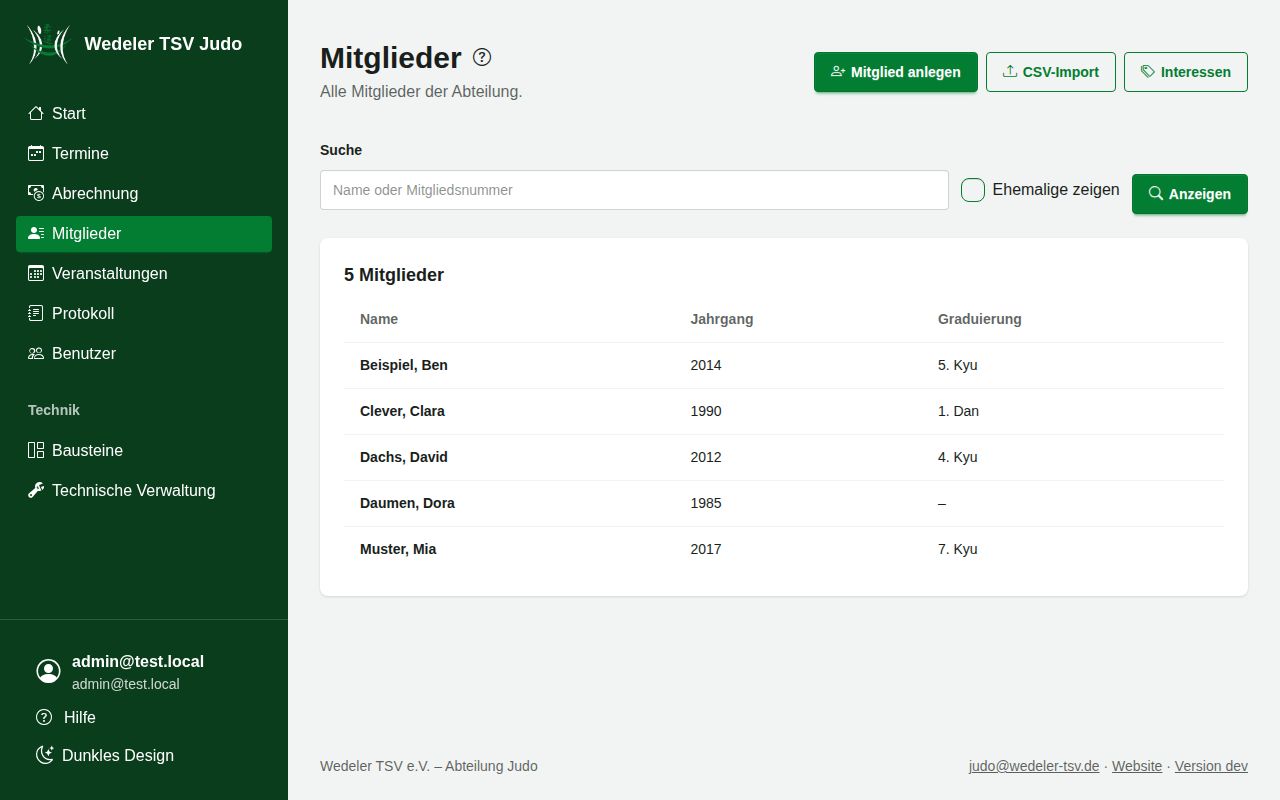 Wedeler TSV Judo
Start
Termine
Abrechnung
Mitglieder
Veranstaltungen
Protokoll
Benutzer
Technik
Bausteine
Technische Verwaltung
admin@test.local
admin@test.local
Hilfe
Dunkles Design
Mitglieder
Alle Mitglieder der Abteilung.
Mitglied anlegen
CSV-Import
Interessen
Suche
Name oder Mitgliedsnummer
Ehemalige zeigen
Anzeigen
5 Mitglieder
Name Jahrgang Graduierung
Beispiel, Ben 2014 5. Kyu
Clever, Clara 1990 1. Dan
Dachs, David 2012 4. Kyu
Daumen, Dora 1985 –
Muster, Mia 2017 7. Kyu
Wedeler TSV e.V. – Abteilung Judo
judo@wedeler-tsv.de · Website · Version dev